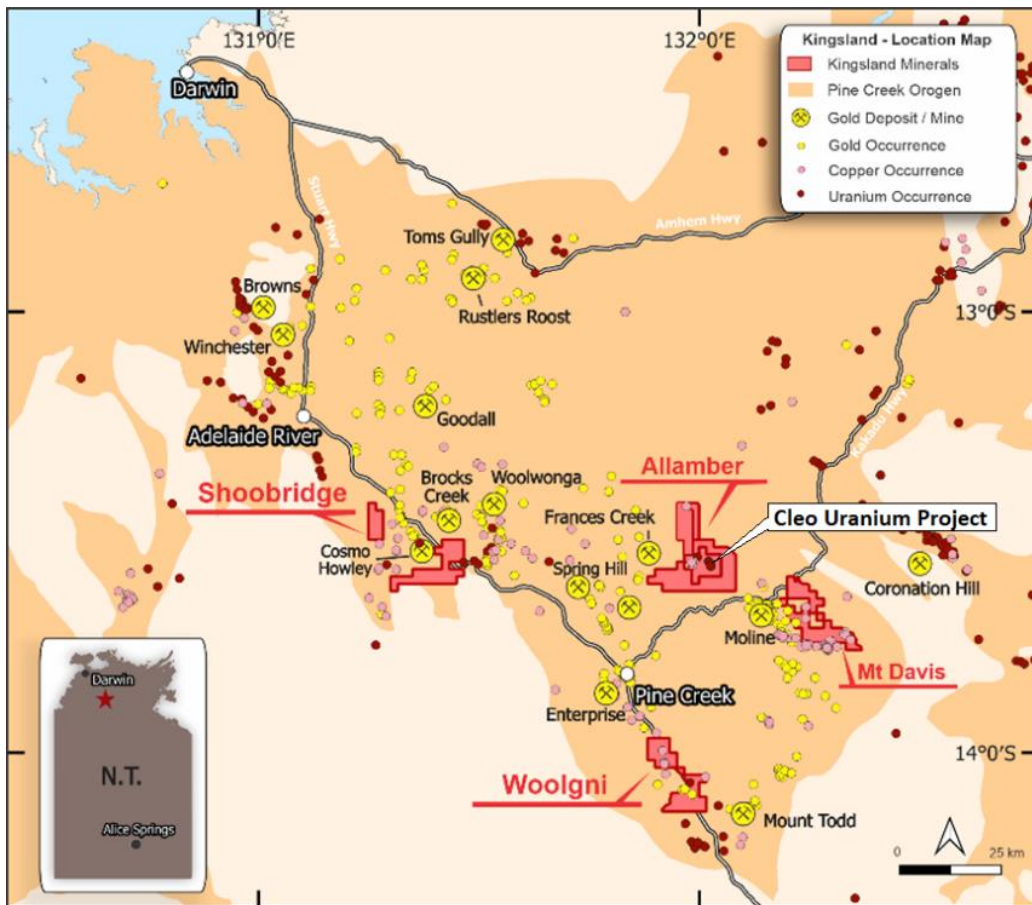 131°0'E
132°0'E
Kingsland - Location Map
Kingsland Minerals
Pine Creek Orogen
Gold Deposit / Mine
Gold Occurrence
Copper Occurrence
Uranium Occurrence
Darwin
Stuart Hwy
Arnhem Hwy
Toms Gully
Rustlers Roost
Browns
Winchester
13°0'S
Goodall
Kakadu Hwy
Adelaide River
Shoobridge
Brocks
Creek
Woolwonga
Allamber
Frances Creek
Cleo Uranium Project
Cosmo
Howley
Spring Hill
Coronation Hill
Moline
Mt Davis
Pine Creek
Enterprise
14°0'S
Woolgni
Mount Todd
Darwin
N.T.
Alice Springs
0
25 km